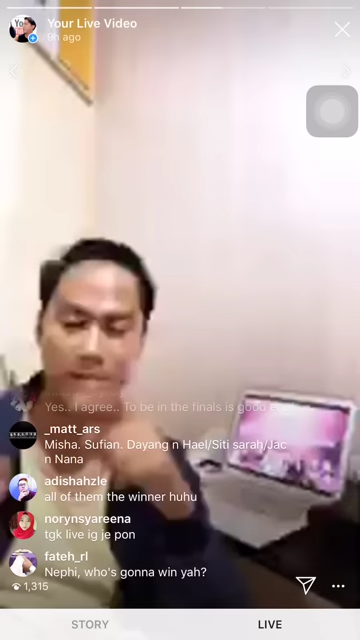 Your Live Video
9h ago
Yes.. I agree.. To be in the finals is good
_matt_ars
Misha. Sufian. Dayang n Hael/Siti sarah/Jac
n Nana
adishahzle
all of them the winner huhu
norynsyareena
tgk live ig je pon
fateh_rl
Nephi, who's gonna win yah?
1,315
STORY
LIVE